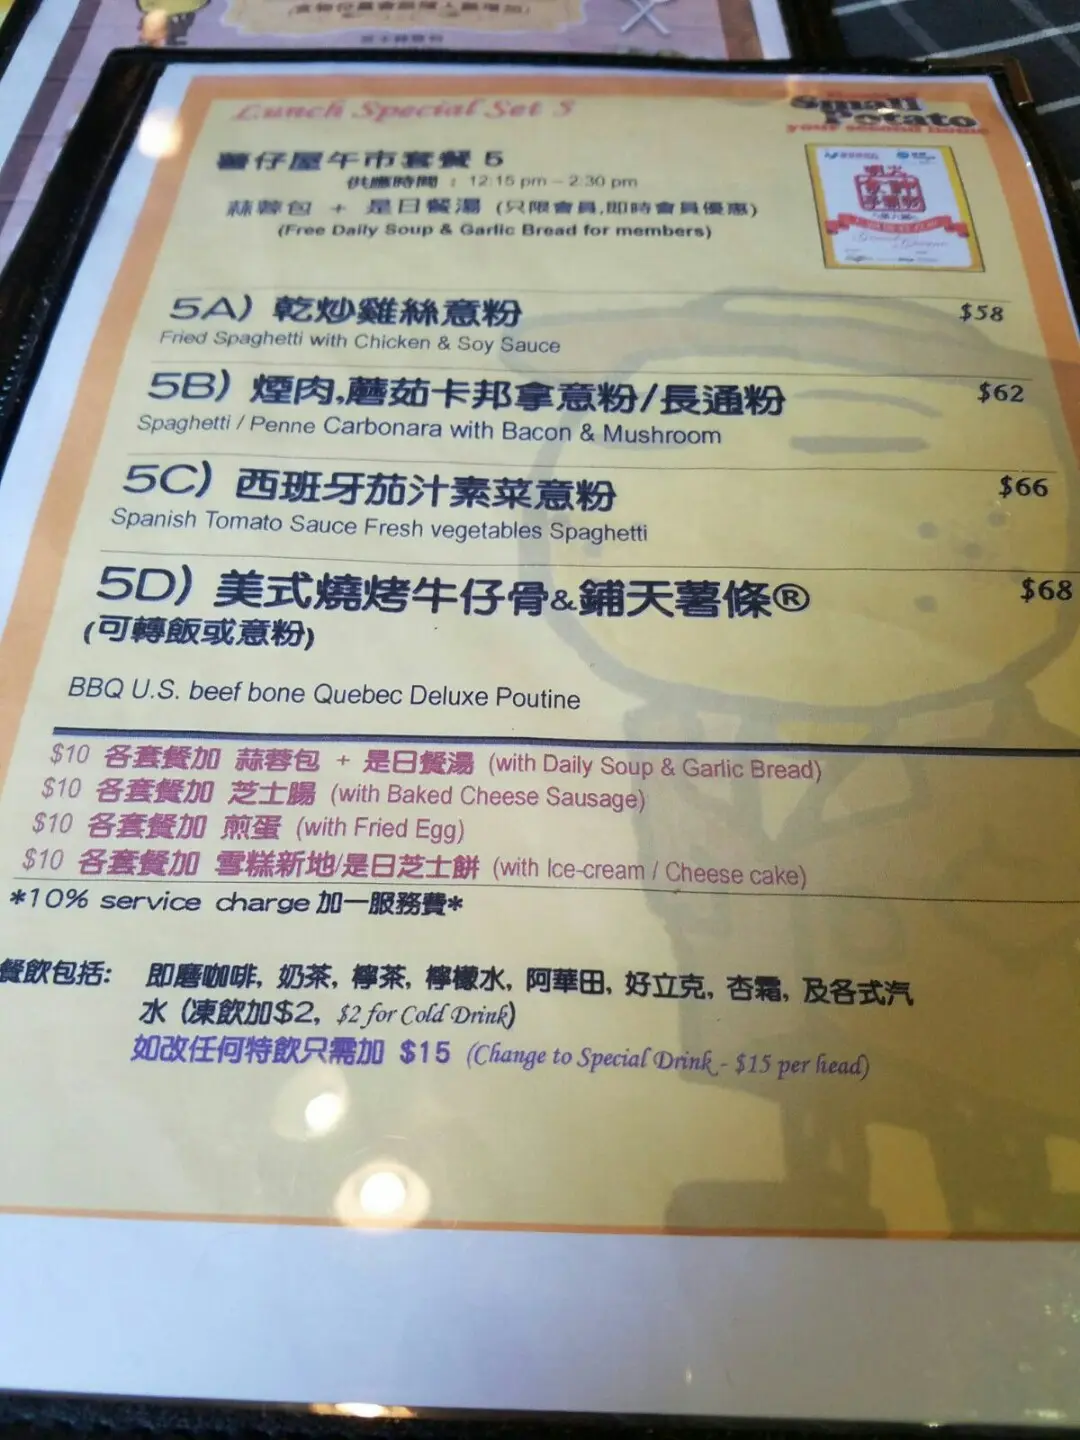 Lunch Special Set 5
Small
Potato
your second home
薯仔屋午市套餐 5
供應時間 : 12:15 pm – 2:30 pm
蒜蓉包 + 是日餐湯 (只限會員,即時會員優惠)
(Free Daily Soup & Garlic Bread for members)
5A) 乾炒雞絲意粉 $58
Fried Spaghetti with Chicken & Soy Sauce
5B) 煙肉,蘑茹卡邦拿意粉/長通粉 $62
Spaghetti / Penne Carbonara with Bacon & Mushroom
5C) 西班牙茄汁素菜意粉 $66
Spanish Tomato Sauce Fresh vegetables Spaghetti
5D) 美式燒烤牛仔骨&鋪天薯條® $68
(可轉飯或意粉)
BBQ U.S. beef bone Quebec Deluxe Poutine
$10 各套餐加 蒜蓉包 + 是日餐湯 (with Daily Soup & Garlic Bread)
$10 各套餐加 芝士腸 (with Baked Cheese Sausage)
$10 各套餐加 煎蛋 (with Fried Egg)
$10 各套餐加 雪糕新地/是日芝士餅 (with Ice-cream / Cheese cake)
*10% service charge 加一服務費*
餐飲包括: 即磨咖啡, 奶茶, 檸茶, 檸檬水, 阿華田, 好立克, 杏霜, 及各式汽
水 (凍飲加$2, $2 for Cold Drink)
如改任何特飲只需加 $15 (Change to Special Drink - $15 per head)